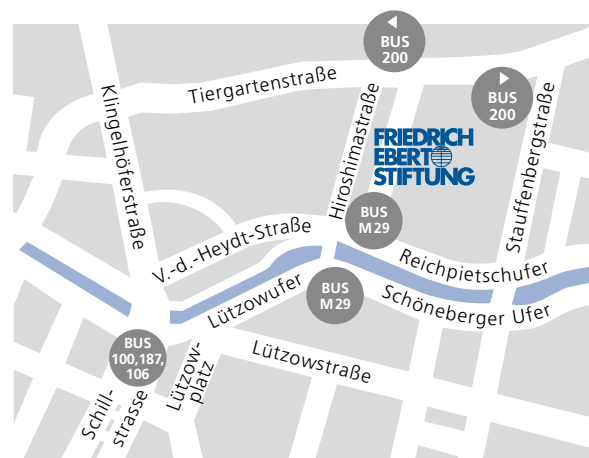 BUS
200
BUS
200
Tiergartenstraße
Klingelhöferstraße
Hiroshimastraße
FRIEDRICH
EBERT
STIFTUNG
Stauffenbergstraße
BUS
M29
V.-d.-Heydt-Straße
Reichpietschufer
BUS
M29
Lützowufer
Schöneberger Ufer
BUS
100,187,
106
Lützow-
platz
Lützowstraße
Schill-
strasse